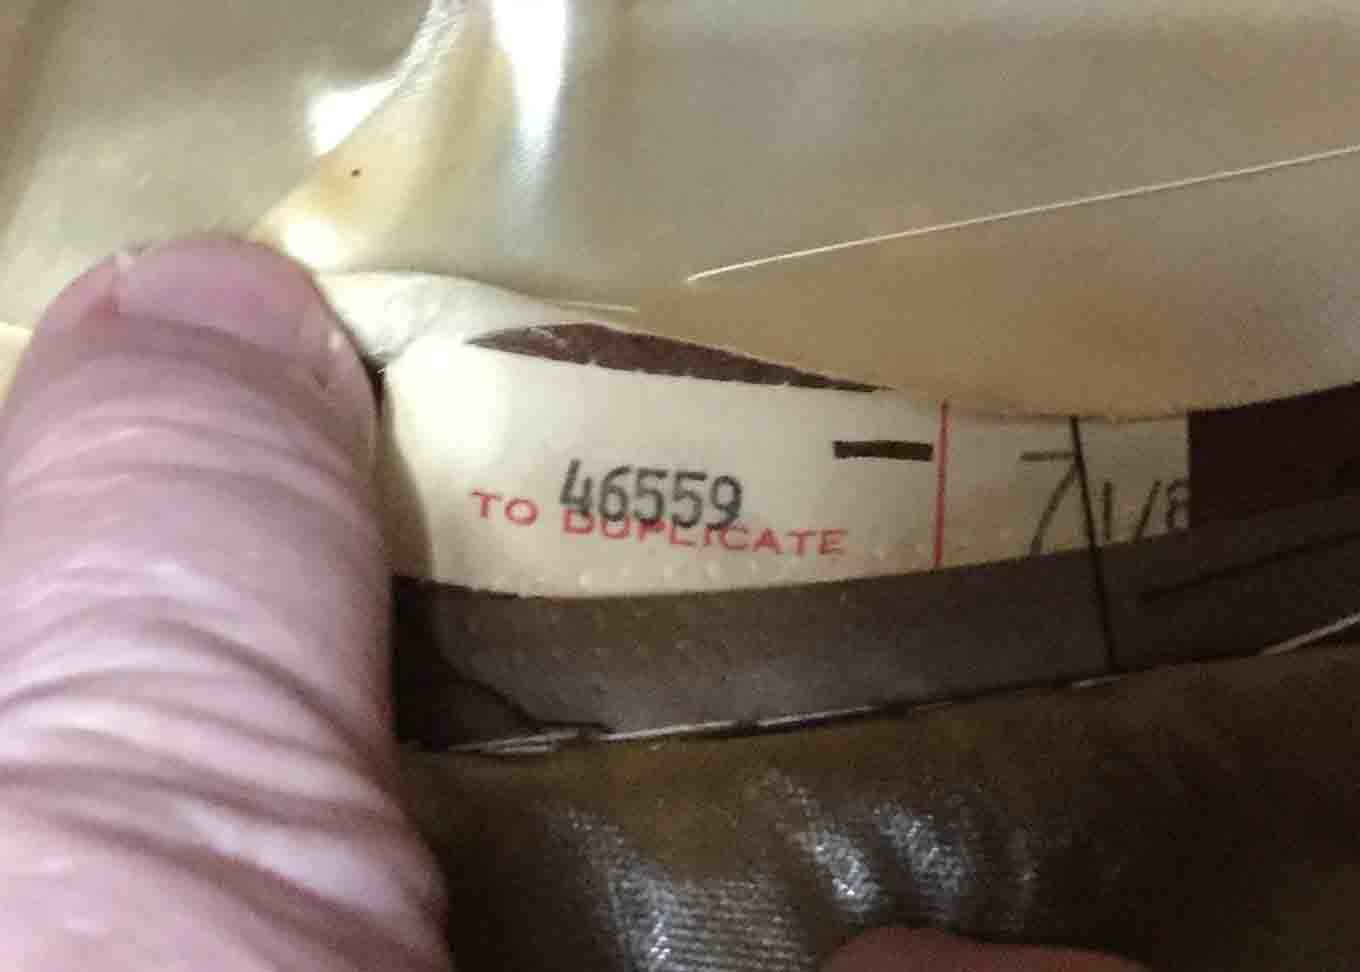 46559
TO DUPLICATE
7 1/8